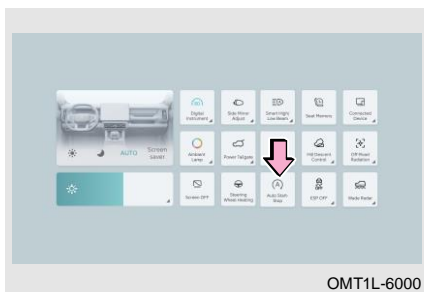 Digital
Instrument
Side Mirror
Adjust
Smart High
Low Beam
Seat Memory
Connected
Device
AUTO
Screen
saver
Ambient
Lamp
Power Tailgate
Hill Descent
Control
Off-Road
Radiation
Screen OFF
Steering
Wheel Heating
Auto Start
Stop
OFF
ESP OFF
Mode Radar
OMT1L-6000